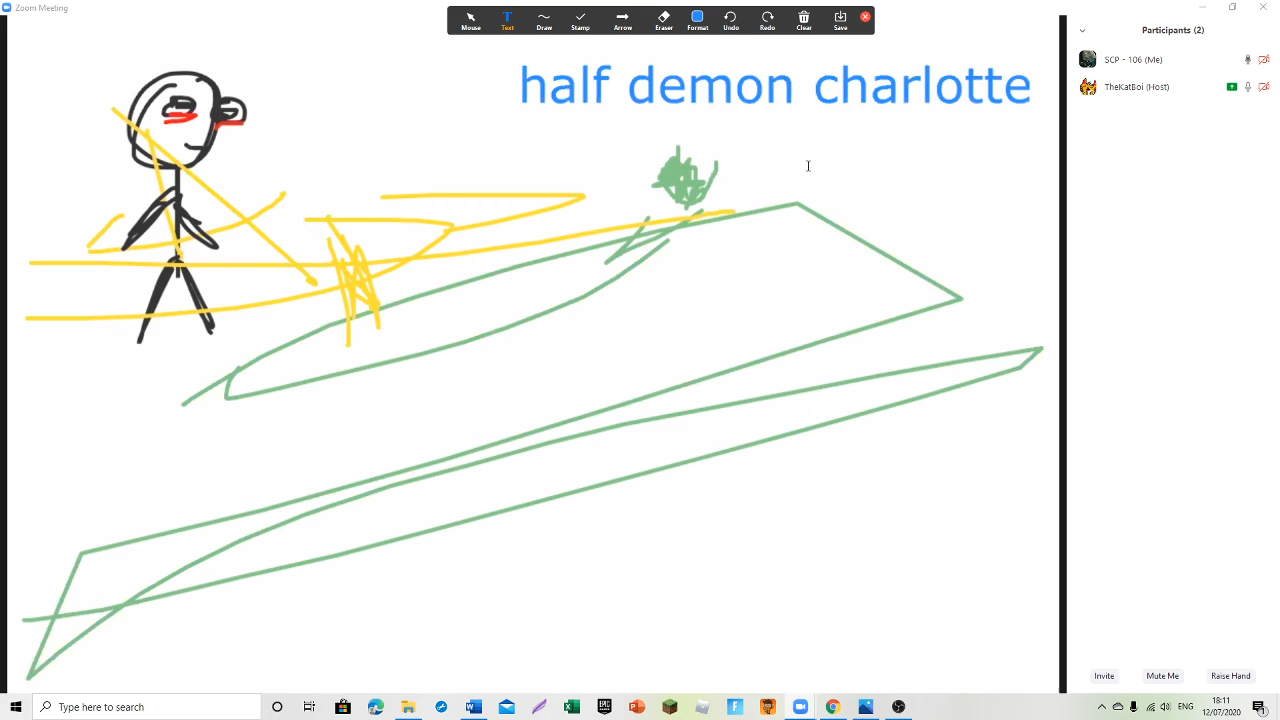 Zoom Meeting
Mouse
Text
Draw
Stamp
Arrow
Eraser
Format
Undo
Redo
Clear
Save
Participants (2)
SCP - 106 (Me)
TheKatBoi (Host)
half demon charlotte
Invite
Mute Me
Raise Hand
Type here to search
ENG
18:11
12/07/2020